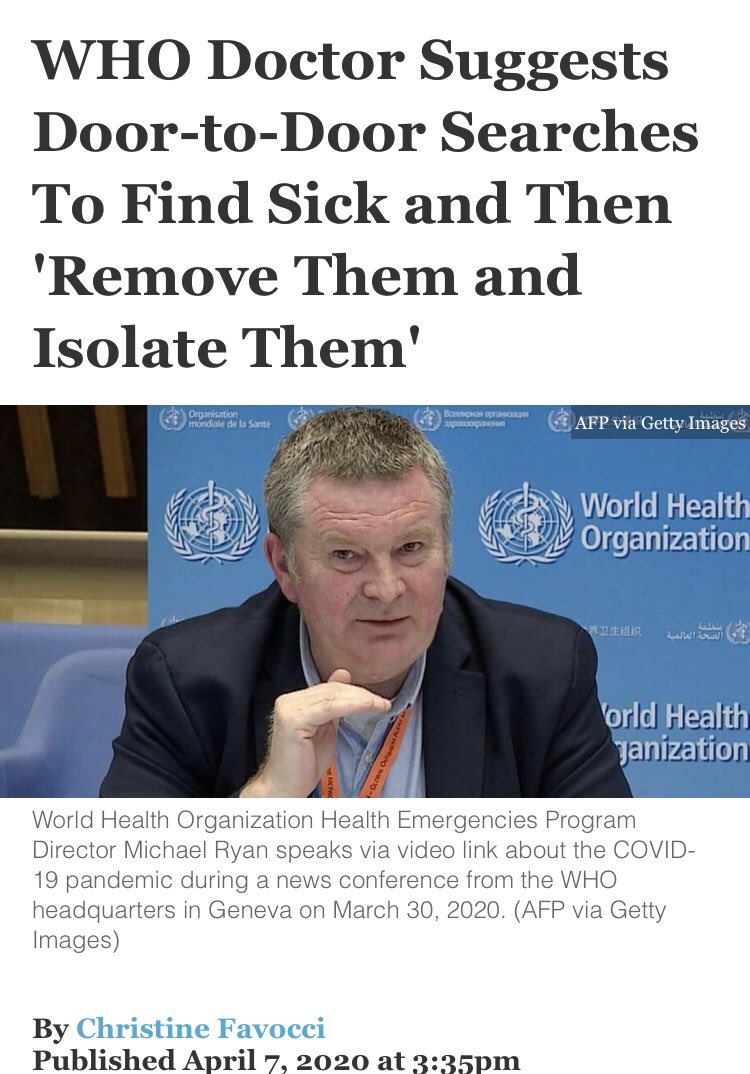 WHO Doctor Suggests
Door-to-Door Searches
To Find Sick and Then
'Remove Them and
Isolate Them'
Organisation
mondiale de la Santé
Всемирная организация
здравоохранения
AFP via Getty Images
World Health
Organization
منظمة
الصحة العالمية
界卫生组织
orld Health
ganization
GLOBAL OUTBREAK ALERT
World Health Organization Health Emergencies Program
Director Michael Ryan speaks via video link about the COVID-
19 pandemic during a news conference from the WHO
headquarters in Geneva on March 30, 2020. (AFP via Getty
Images)
By Christine Favocci
Published April 7, 2020 at 3:35pm